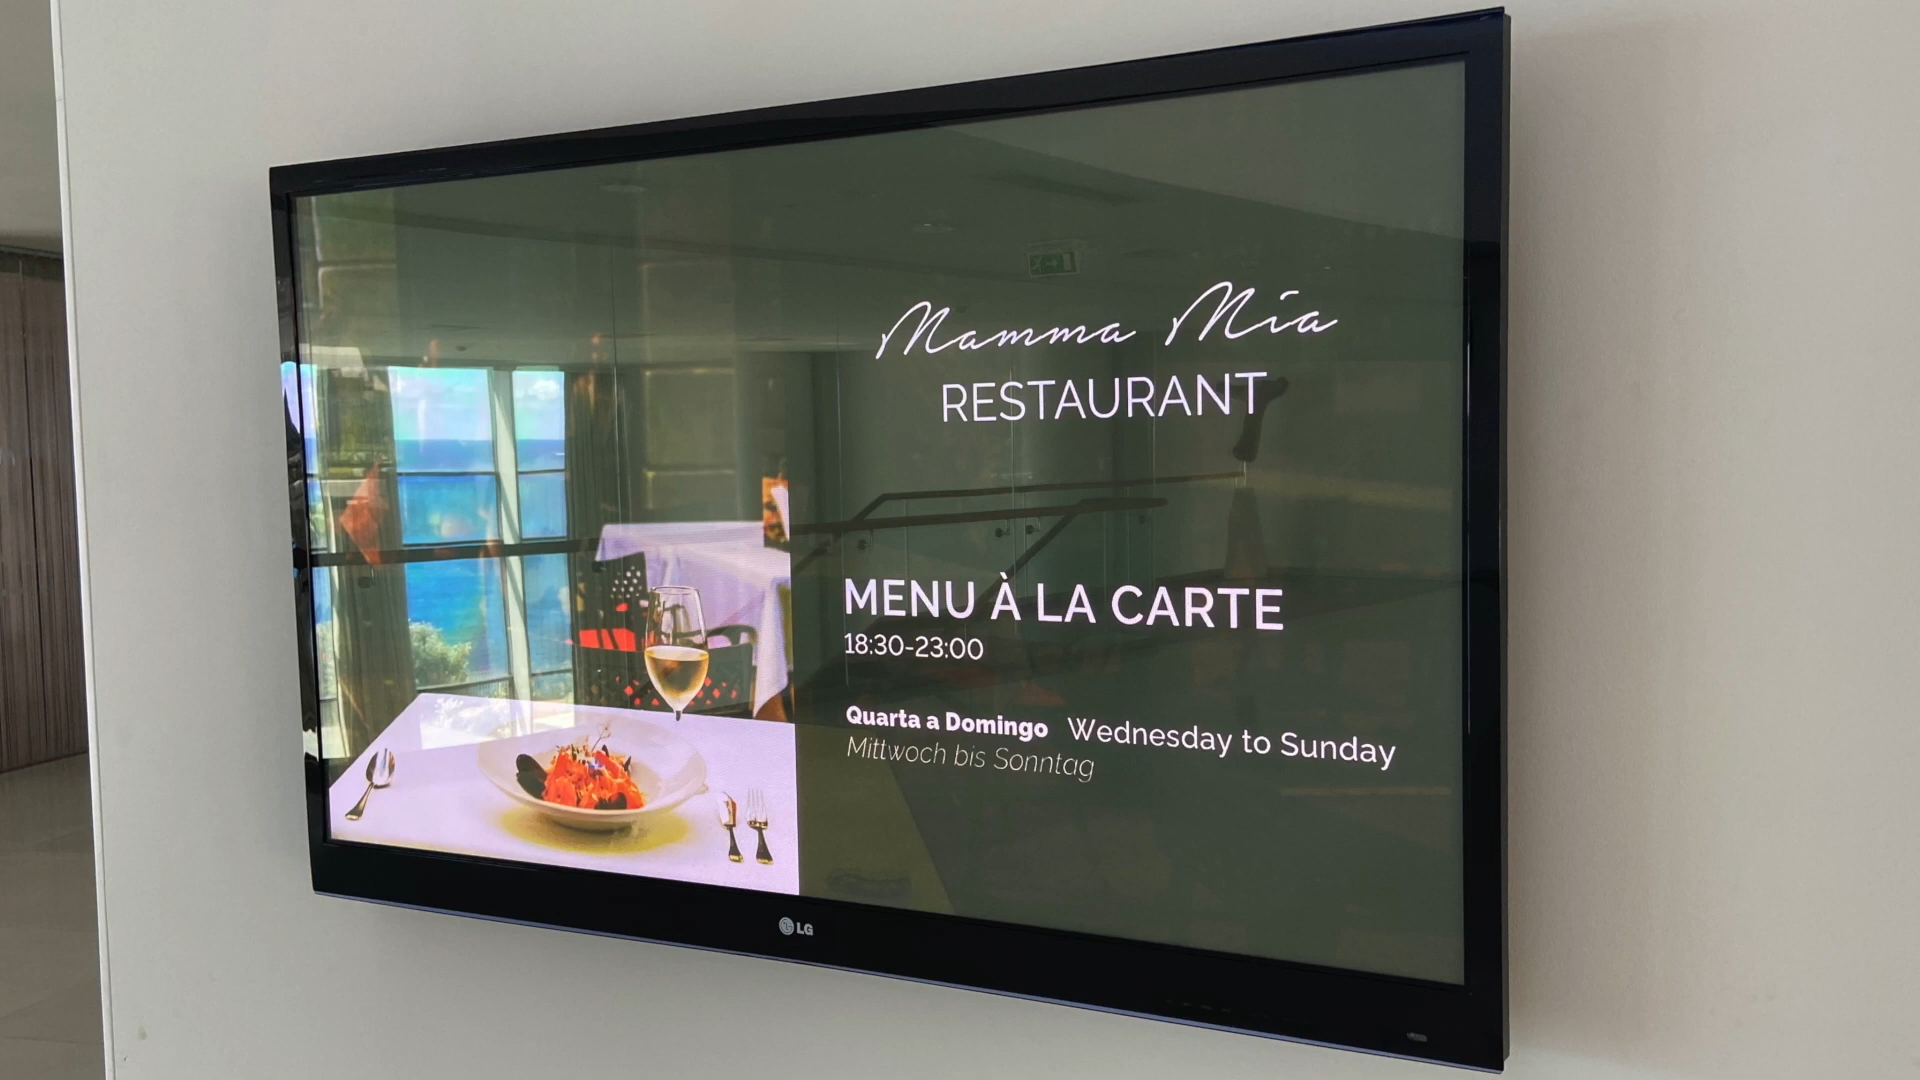 Mamma Mia
RESTAURANT
MENU À LA CARTE
18:30-23:00
Quarta a Domingo Wednesday to Sunday
Mittwoch bis Sonntag
LG